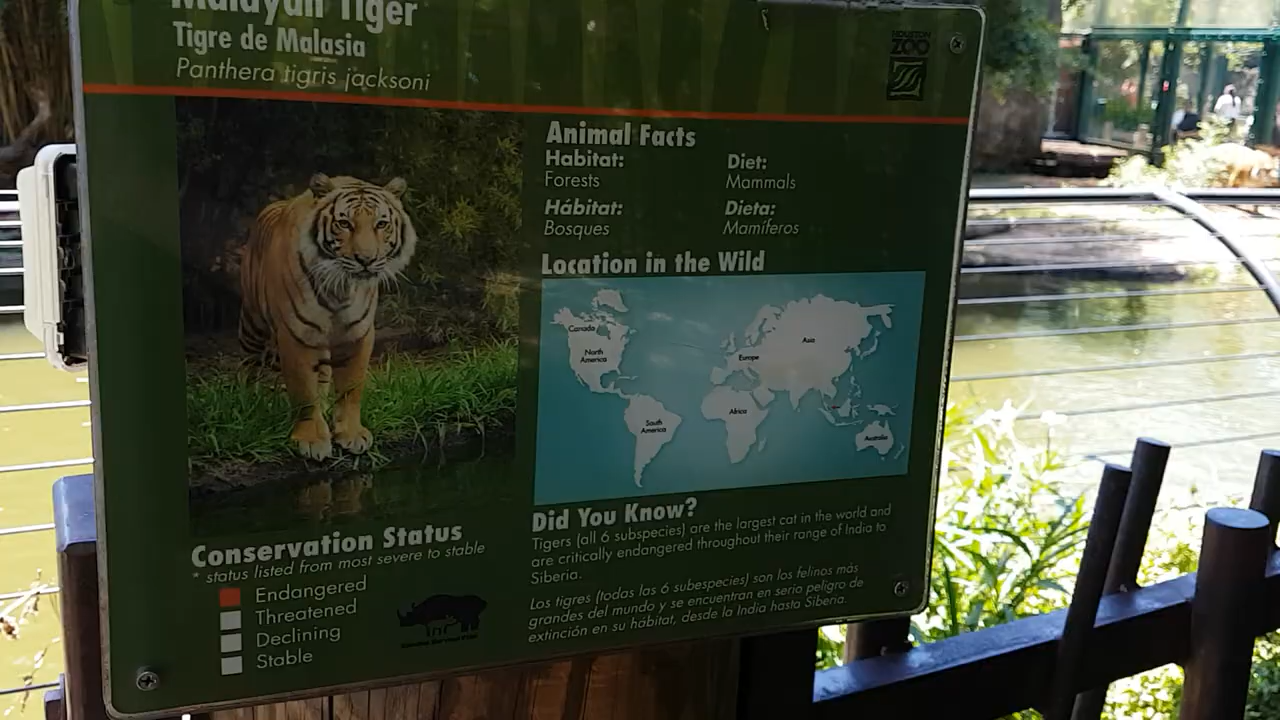 Malayan Tiger
Tigre de Malasia
Panthera tigris jacksoni
HOUSTON
ZOO
Animal Facts
Habitat:
Forests
Diet:
Mammals
Hábitat:
Bosques
Dieta:
Mamíferos
Location in the Wild
Canada
North
America
South
America
Europe
Africa
Asia
Australia
Conservation Status
* status listed from most severe to stable
Endangered
Threatened
Declining
Stable
Did You Know?
Tigers (all 6 subspecies) are the largest cat in the world and
are critically endangered throughout their range of India to
Siberia.
Los tigres (todas las 6 subespecies) son los felinos más
grandes del mundo y se encuentran en serio peligro de
extinción en su hábitat, desde la India hasta Siberia.